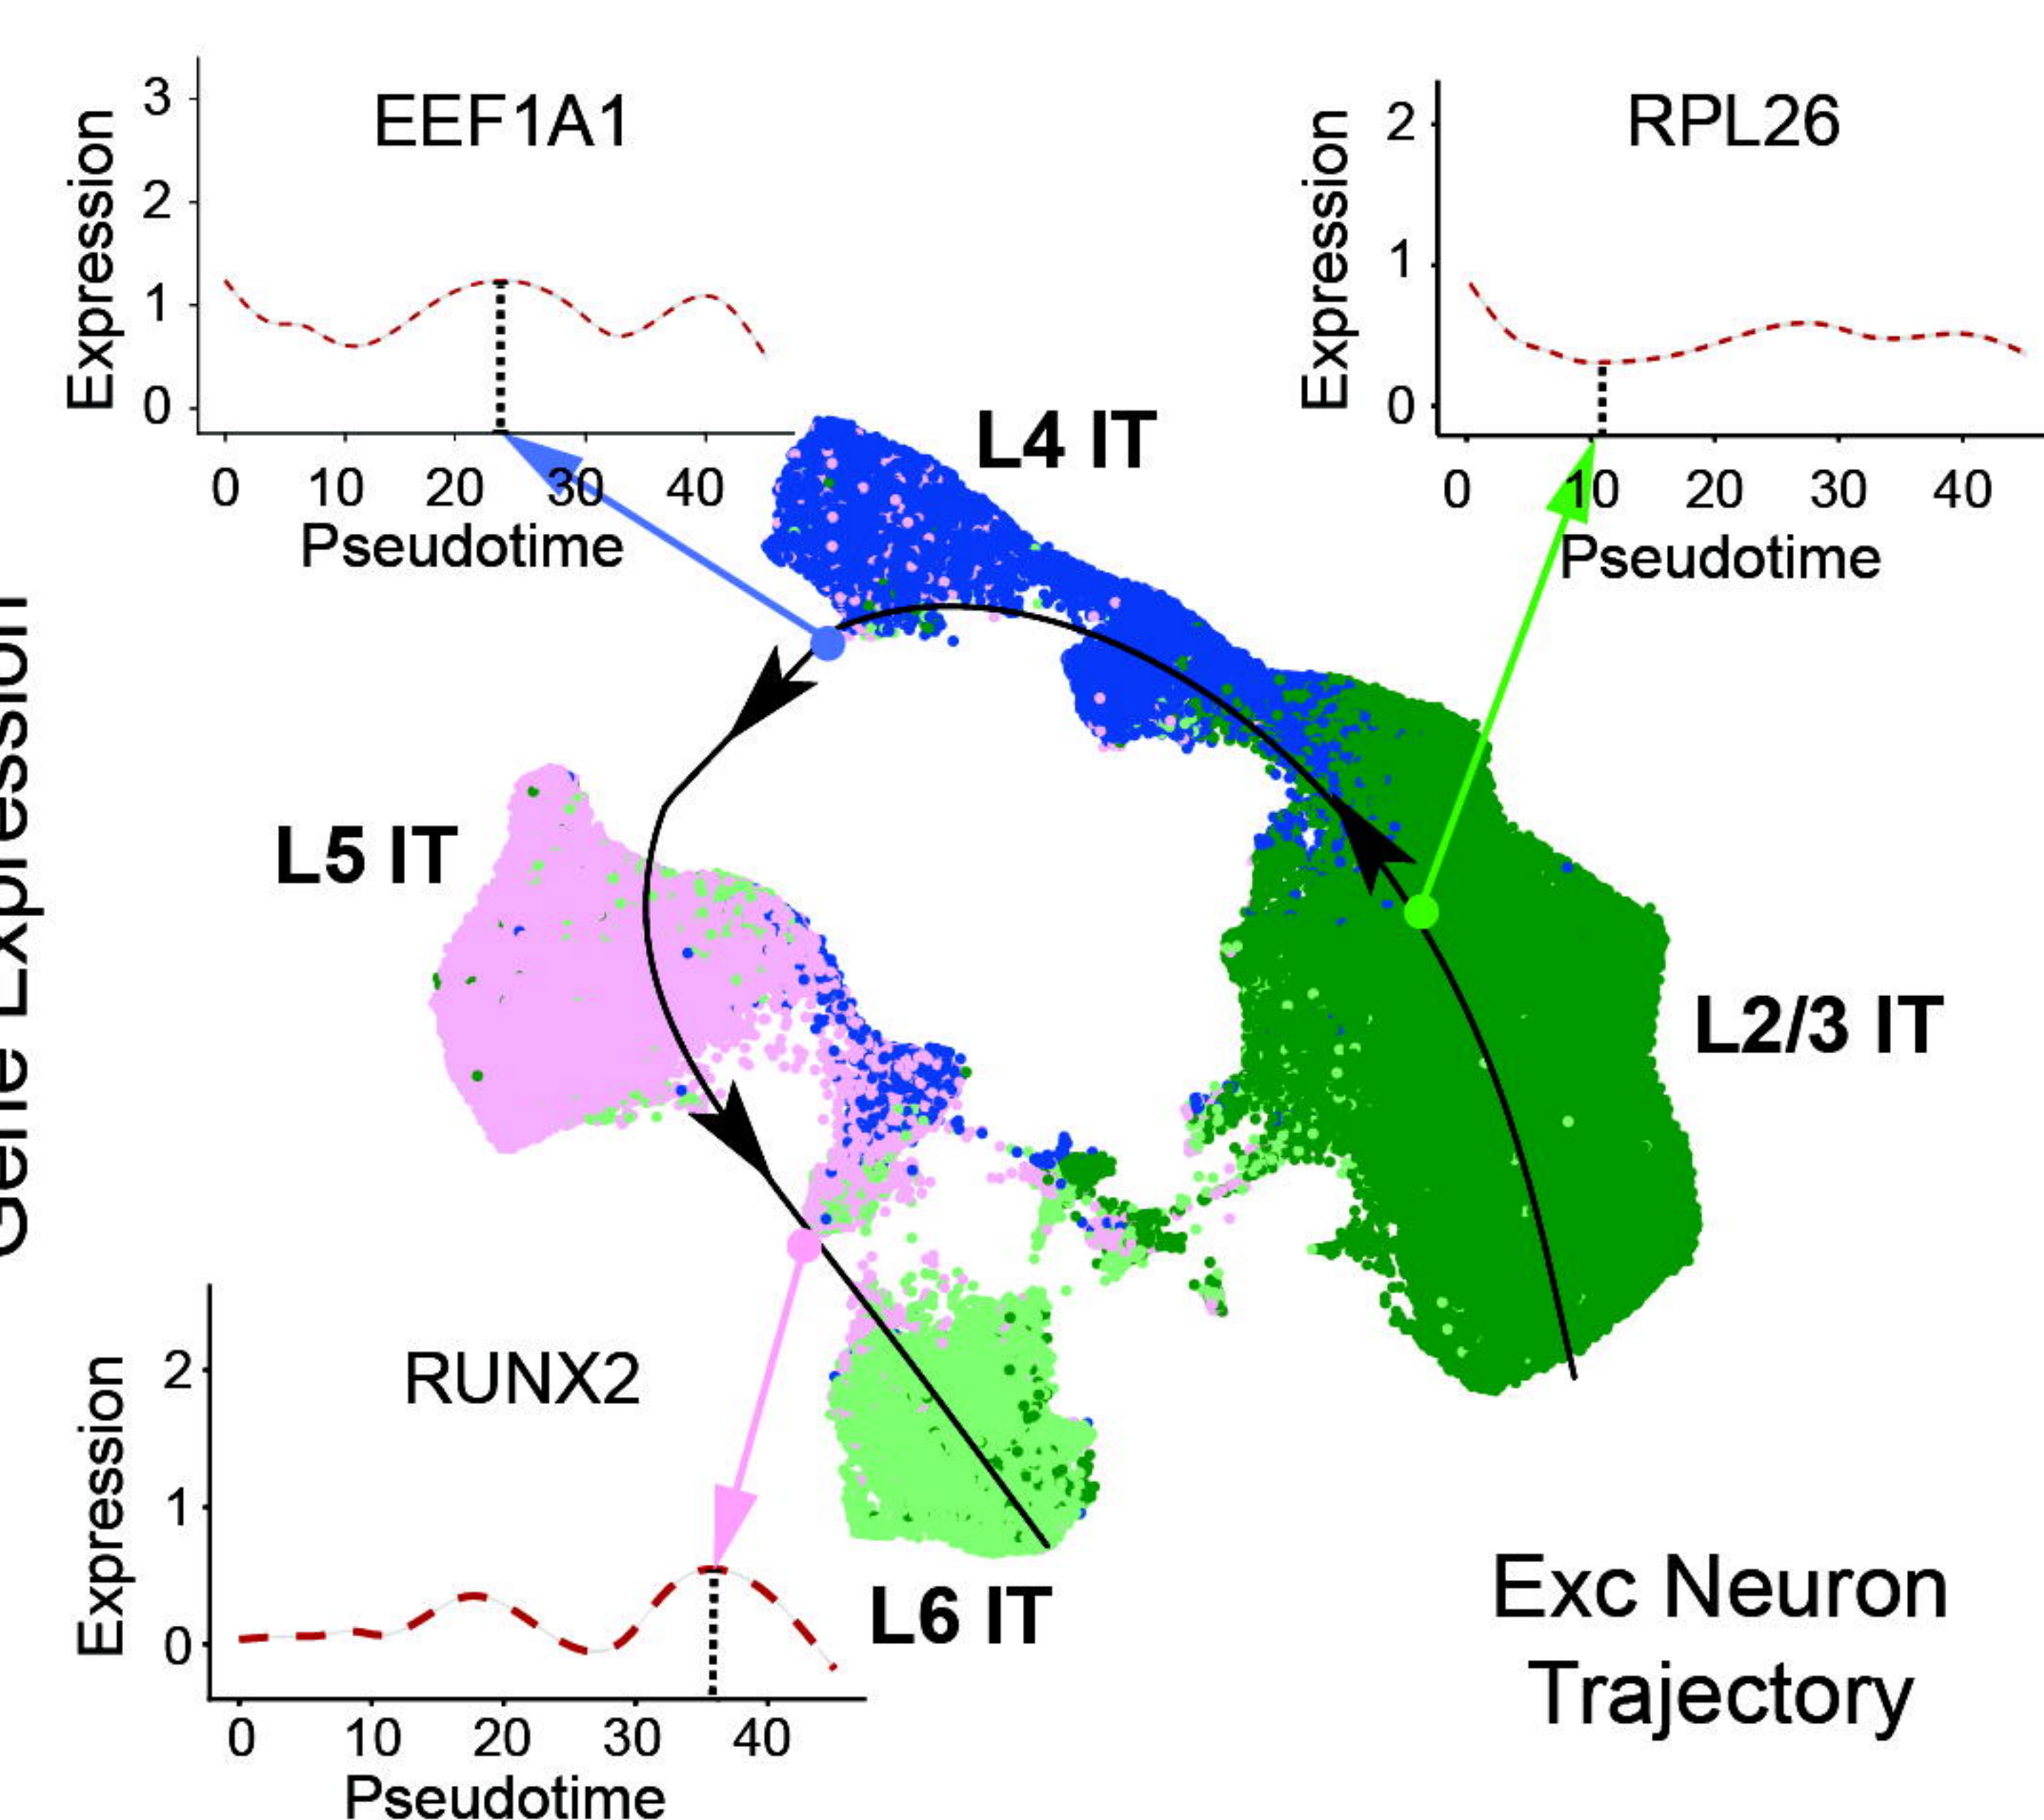 EEF1A1
Expression
3
2
1
0
0 10 20 30 40
Pseudotime
RPL26
Expression
2
1
0
0 10 20 30 40
Pseudotime
L4 IT
Gene Expression
L5 IT
L2/3 IT
RUNX2
Expression
2
1
0
0 10 20 30 40
Pseudotime
L6 IT
Exc Neuron
Trajectory